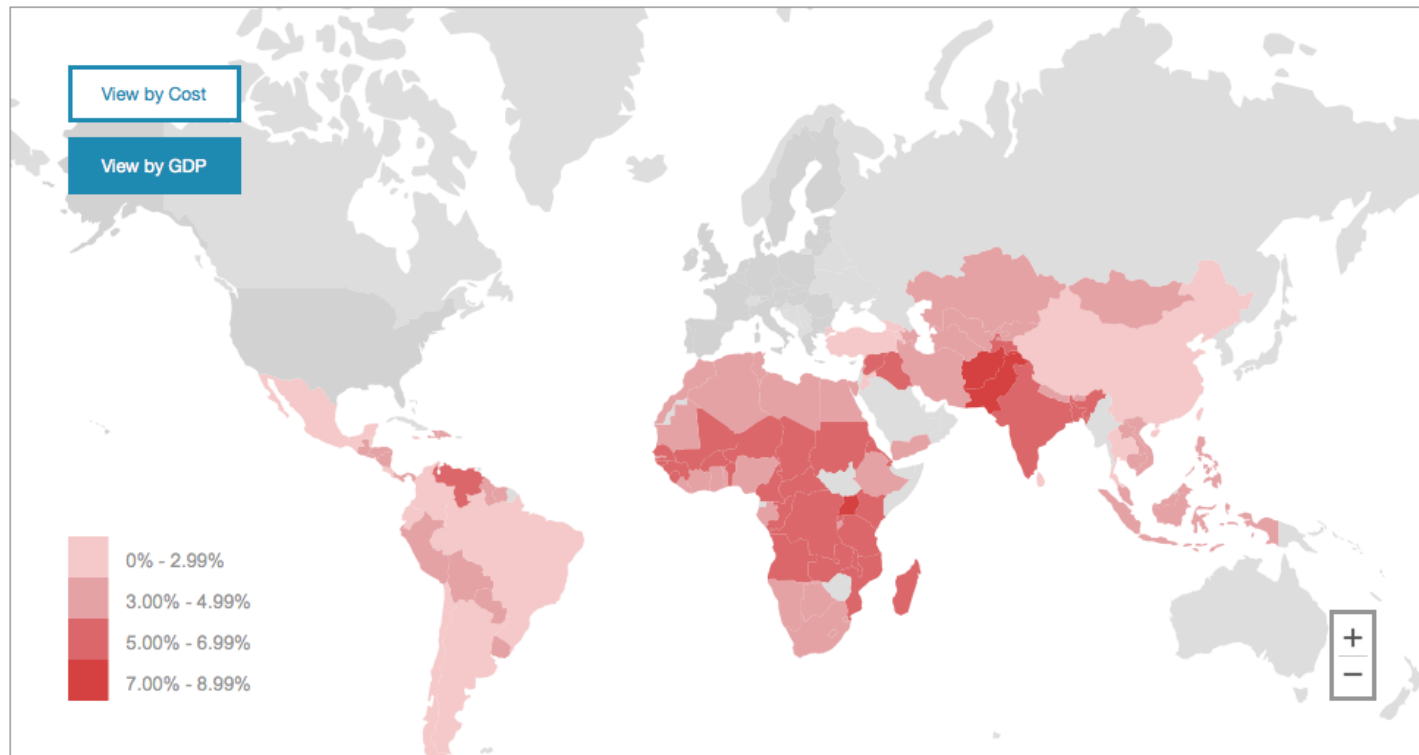 View by Cost
View by GDP
0% - 2.99%
3.00% - 4.99%
5.00% - 6.99%
7.00% - 8.99%
+
−